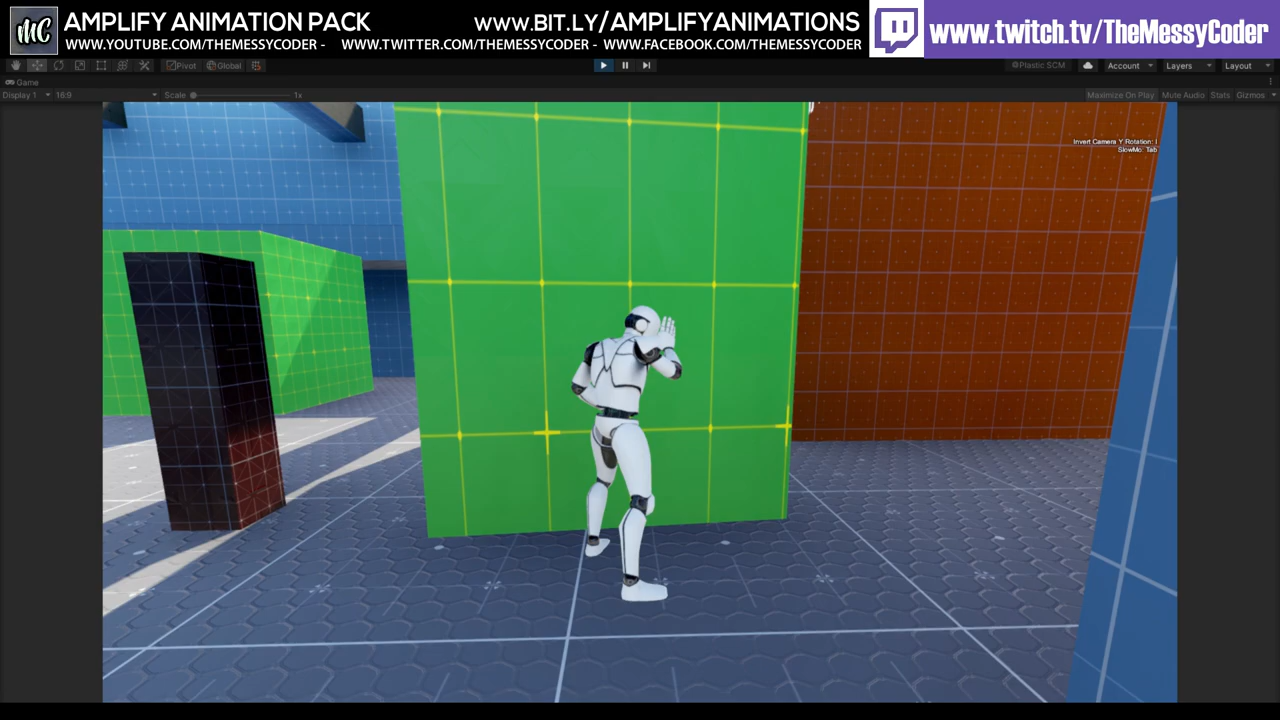 MC
AMPLIFY ANIMATION PACK
WWW.BIT.LY/AMPLIFYANIMATIONS
WWW.YOUTUBE.COM/THEMESSYCODER - WWW.TWITTER.COM/THEMESSYCODER - WWW.FACEBOOK.COM/THEMESSYCODER
www.twitch.tv/TheMessyCoder
Pivot Global
Plastic SCM Account Layers Layout
Game
Display 1 16:9 Scale 1x
Maximize On Play Mute Audio Stats Gizmos
Invert Camera Y Rotation: I
SlowMo: Tab